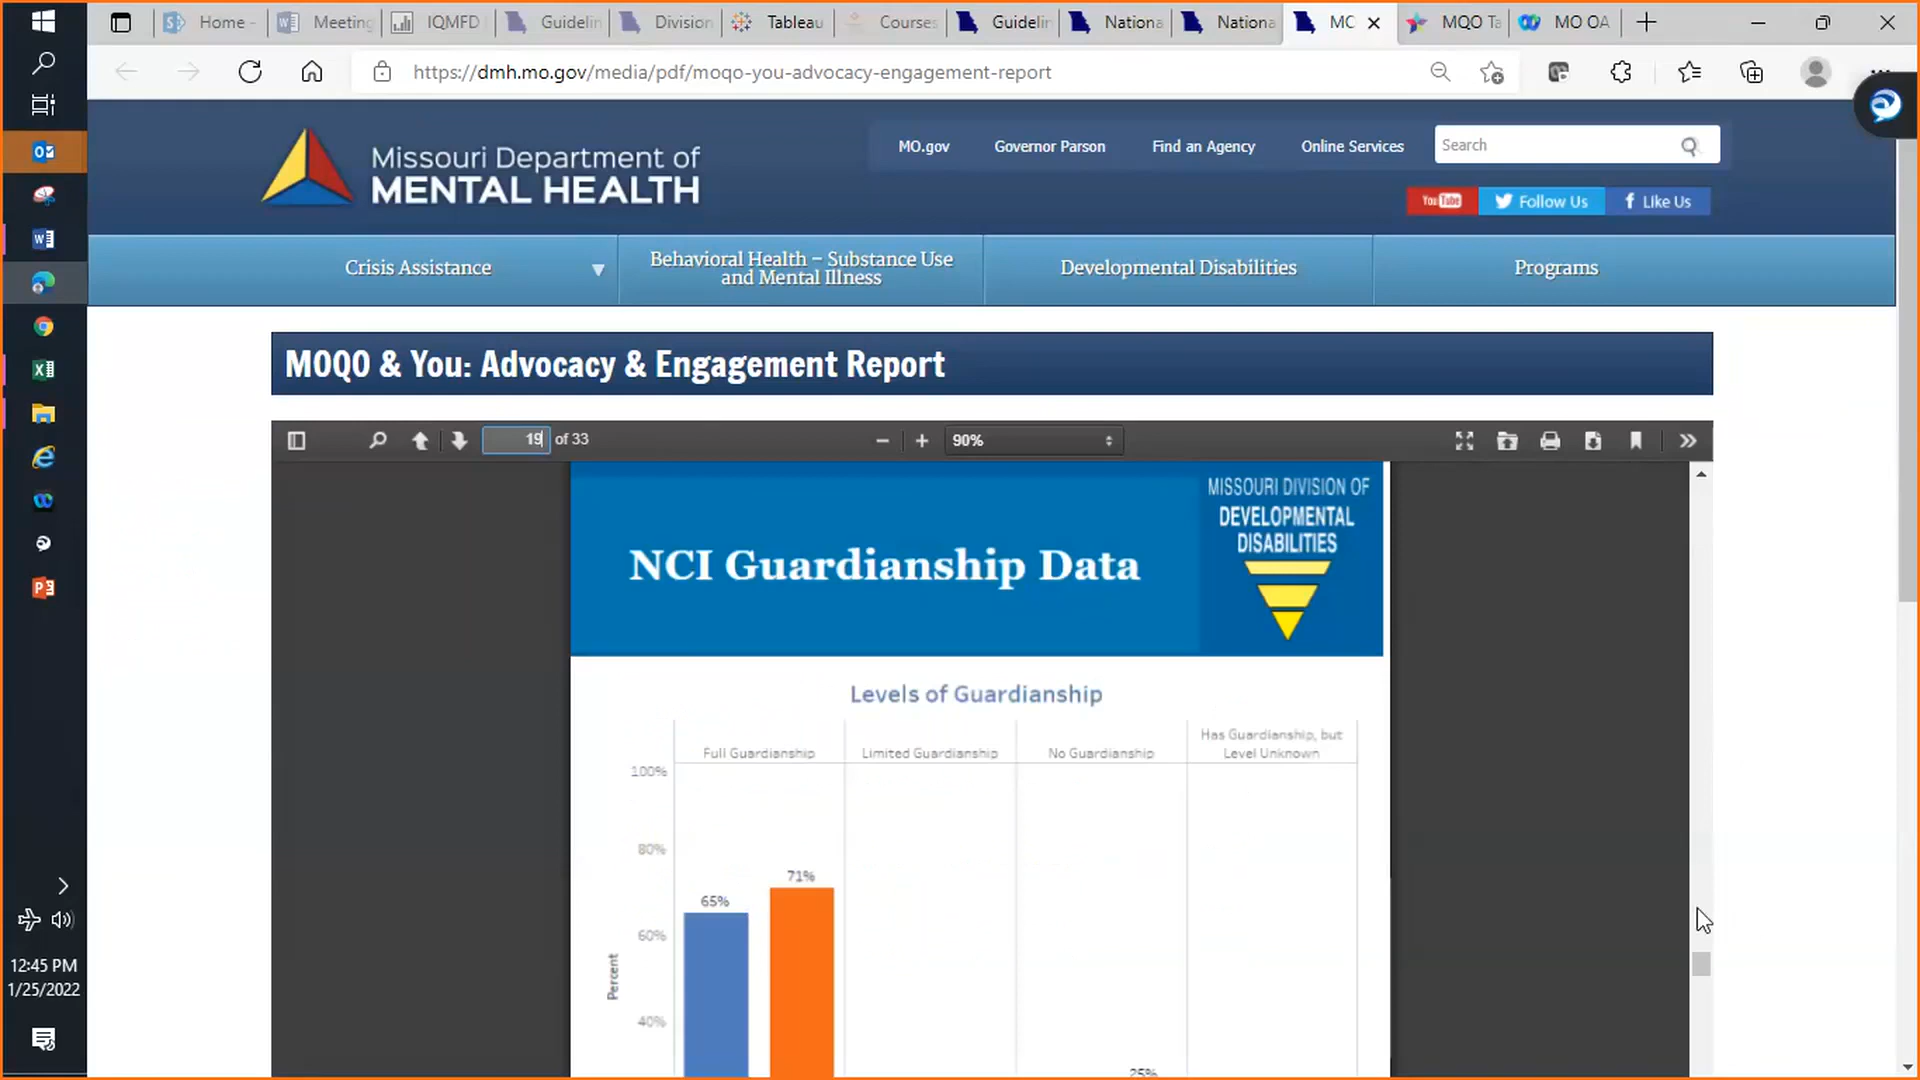 Home -
Meeting
IQMFD
Guidelin
Division
Tableau
Courses
Guidelin
Nationa
Nationa
MC
MQO Ta
MO OA
https://dmh.mo.gov/media/pdf/moqo-you-advocacy-engagement-report
Missouri Department of
MENTAL HEALTH
MO.gov
Governor Parson
Find an Agency
Online Services
Search
YouTube
Follow Us
f Like Us
Crisis Assistance
Behavioral Health – Substance Use
and Mental Illness
Developmental Disabilities
Programs
MOQO & You: Advocacy & Engagement Report
19 of 33
90%
NCI Guardianship Data
MISSOURI DIVISION OF
DEVELOPMENTAL
DISABILITIES
Levels of Guardianship
Full Guardianship
Limited Guardianship
No Guardianship
Has Guardianship, but
Level Unknown
100%
80%
71%
65%
60%
Percent
40%
25%
12:45 PM
1/25/2022